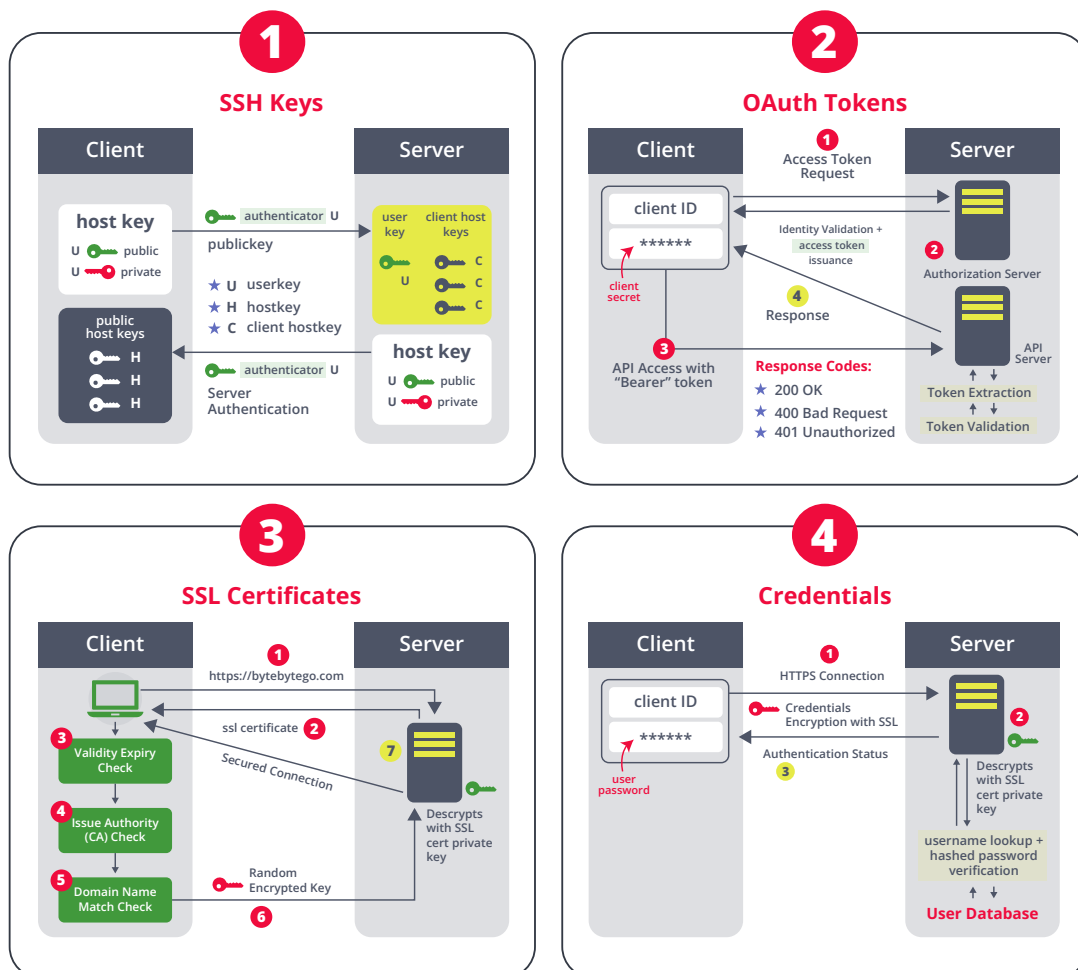 1
SSH Keys
Client
Server
host key
U public
U private
authenticator U
publickey
U userkey
H hostkey
C client hostkey
user
key
client host
keys
U
C
C
C
public
host keys
H
H
H
authenticator U
Server
Authentication
host key
U public
U private
2
OAuth Tokens
Client
Server
1
Access Token
Request
client ID
******
client
secret
Identity Validation +
access token
issuance
2
Authorization Server
4
Response
3
API Access with
“Bearer” token
Response Codes:
200 OK
400 Bad Request
401 Unauthorized
API
Server
Token Extraction
Token Validation
3
SSL Certificates
Client
Server
1
https://bytebytego.com
ssl certificate 2
Secured Connection
3
Validity Expiry
Check
4
Issue Authority
(CA) Check
5
Domain Name
Match Check
Random
Encrypted Key
6
7
Descrypts
with SSL
cert private
key
4
Credentials
Client
Server
1
HTTPS Connection
client ID
******
user
password
Credentials
Encryption with SSL
Authentication Status
3
2
Descrypts
with SSL
cert private
key
username lookup +
hashed password
verification
User Database